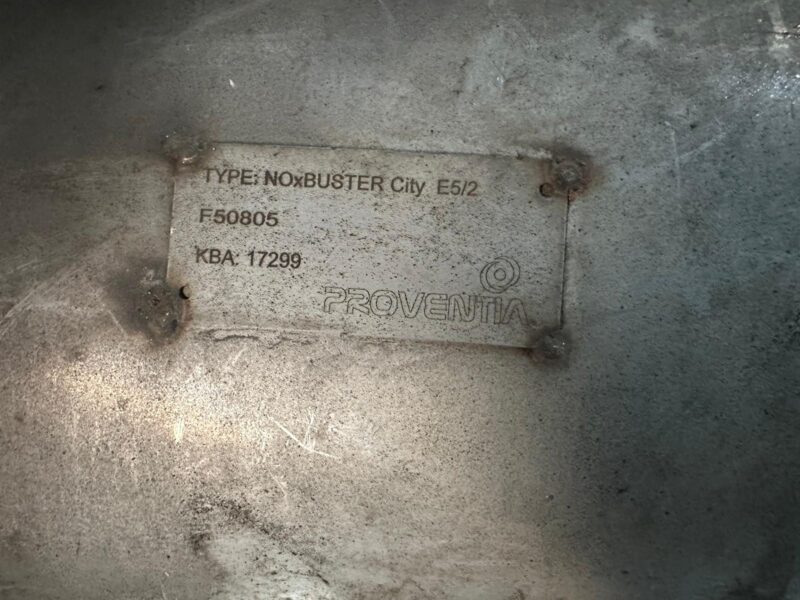 TYPE: NOxBUSTER City E5/2
F50805
KBA: 17299
PROVENTIA